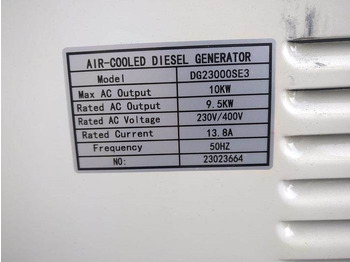 AIR-COOLED DIESEL GENERATOR
Model DG23000SE3
Max AC Output 10KW
Rated AC Output 9.5KW
Rated AC Voltage 230V/400V
Rated Current 13.8A
Frequency 50HZ
NO: 23023664